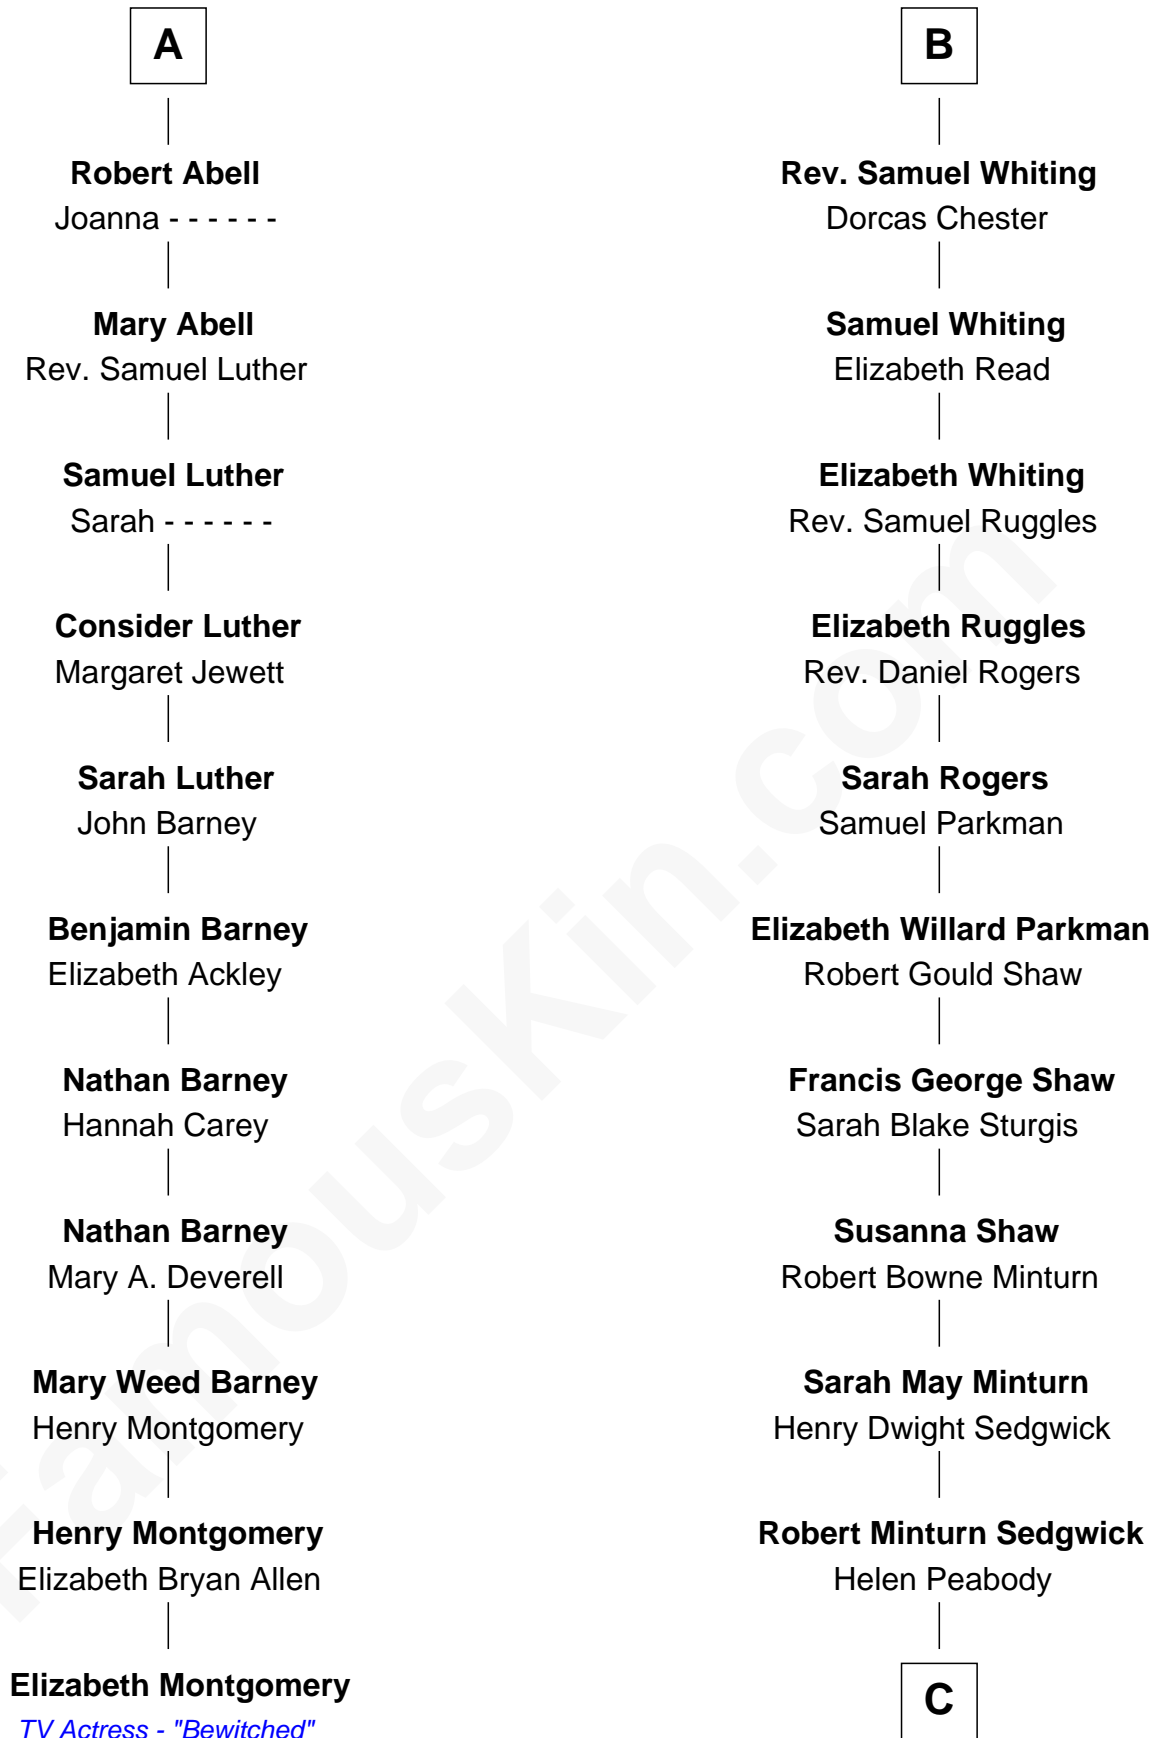 A
Robert Abell
Joanna - - - - - -
Mary Abell
Rev. Samuel Luther
Samuel Luther
Sarah - - - - - -
Consider Luther
Margaret Jewett
Sarah Luther
John Barney
Benjamin Barney
Elizabeth Ackley
Nathan Barney
Hannah Carey
Nathan Barney
Mary A. Deverell
Mary Weed Barney
Henry Montgomery
Henry Montgomery
Elizabeth Bryan Allen
Elizabeth Montgomery
TV Actress - "Bewitched"
B
Rev. Samuel Whiting
Dorcas Chester
Samuel Whiting
Elizabeth Read
Elizabeth Whiting
Rev. Samuel Ruggles
Elizabeth Ruggles
Rev. Daniel Rogers
Sarah Rogers
Samuel Parkman
Elizabeth Willard Parkman
Robert Gould Shaw
Francis George Shaw
Sarah Blake Sturgis
Susanna Shaw
Robert Bowne Minturn
Sarah May Minturn
Henry Dwight Sedgwick
Robert Minturn Sedgwick
Helen Peabody
C
FamousKin.com